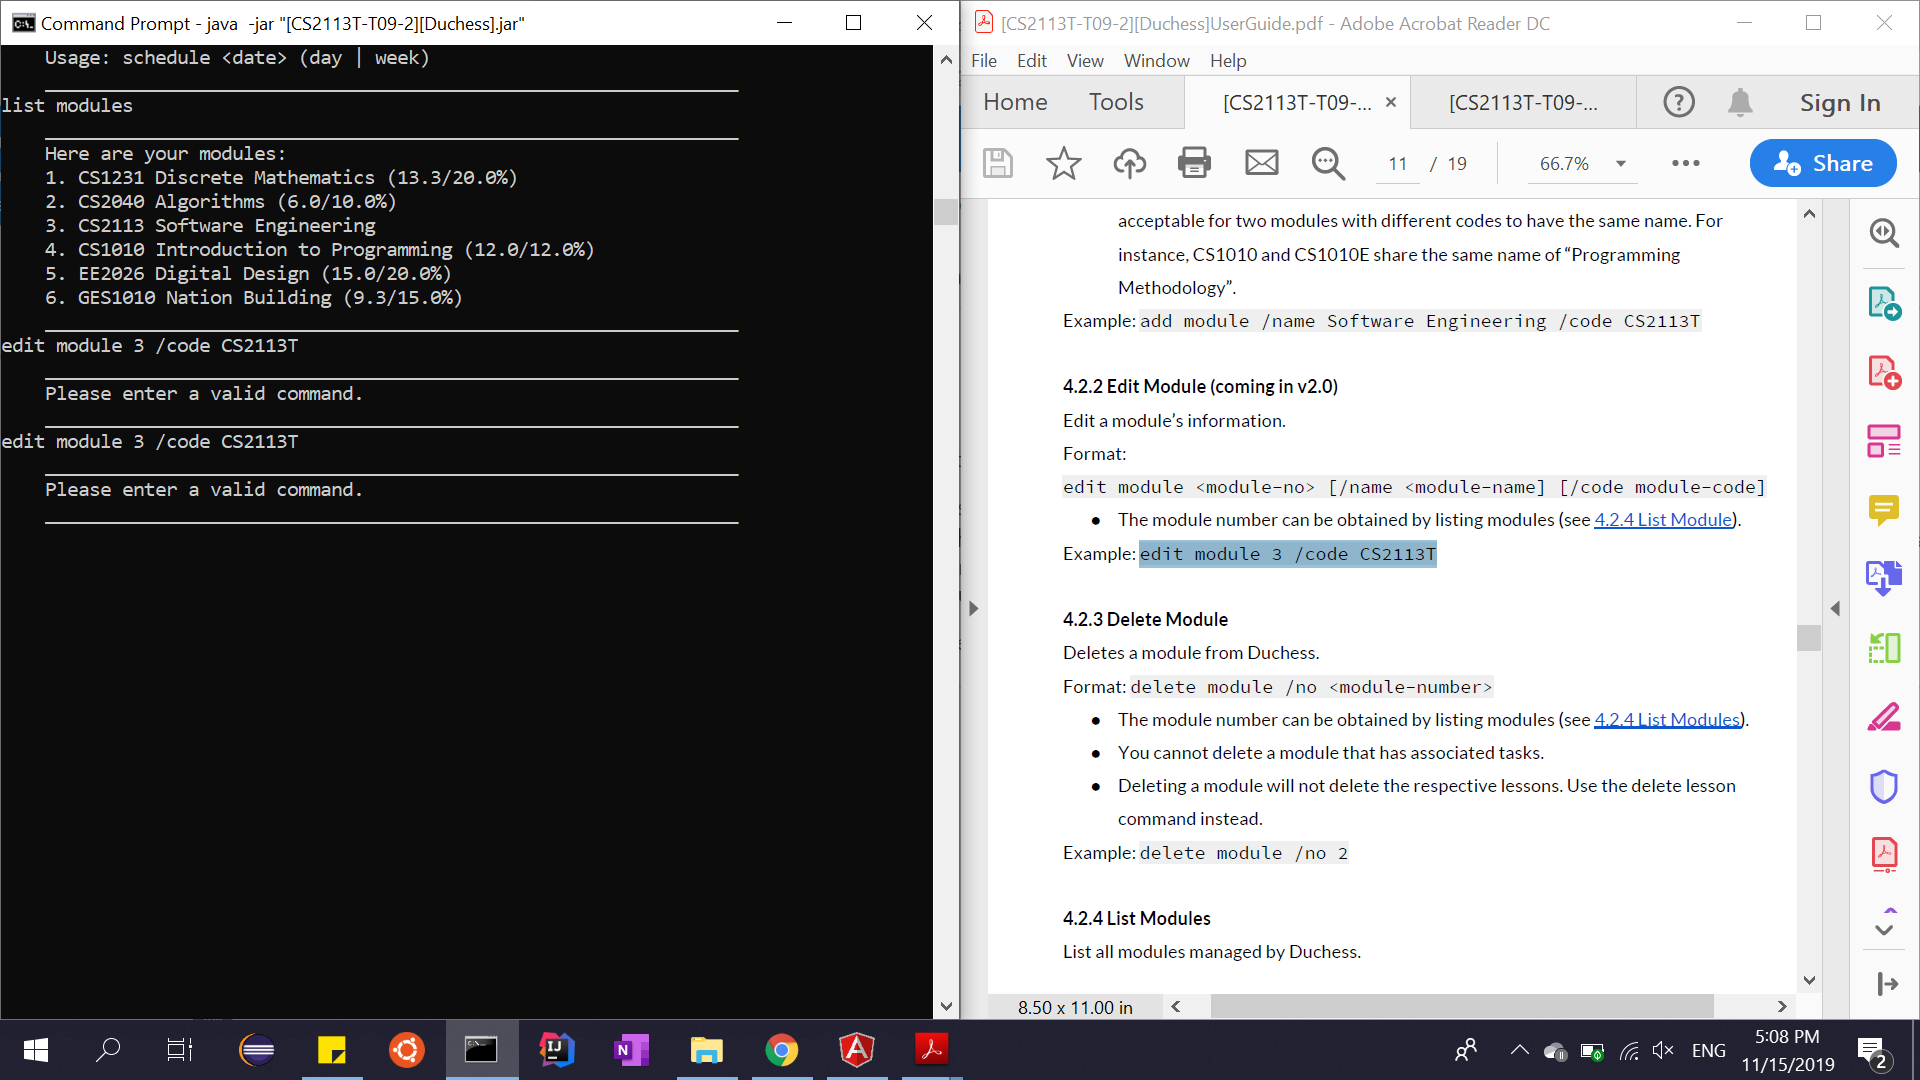 Command Prompt - java  -jar "[CS2113T-T09-2][Duchess].jar"
Usage: schedule <date> (day | week)
list modules
Here are your modules:
1. CS1231 Discrete Mathematics (13.3/20.0%)
2. CS2040 Algorithms (6.0/10.0%)
3. CS2113 Software Engineering
4. CS1010 Introduction to Programming (12.0/12.0%)
5. EE2026 Digital Design (15.0/20.0%)
6. GES1010 Nation Building (9.3/15.0%)
edit module 3 /code CS2113T
Please enter a valid command.
edit module 3 /code CS2113T
Please enter a valid command.
[CS2113T-T09-2][Duchess]UserGuide.pdf - Adobe Acrobat Reader DC
File Edit View Window Help
Home Tools [CS2113T-T09-... [CS2113T-T09-... Sign In
11 / 19 66.7% Share
acceptable for two modules with different codes to have the same name. For
instance, CS1010 and CS1010E share the same name of “Programming
Methodology”.
Example: add module /name Software Engineering /code CS2113T
4.2.2 Edit Module (coming in v2.0)
Edit a module’s information.
Format:
edit module <module-no> [/name <module-name] [/code module-code]
● The module number can be obtained by listing modules (see 4.2.4 List Module).
Example: edit module 3 /code CS2113T
4.2.3 Delete Module
Deletes a module from Duchess.
Format: delete module /no <module-number>
● The module number can be obtained by listing modules (see 4.2.4 List Modules).
● You cannot delete a module that has associated tasks.
● Deleting a module will not delete the respective lessons. Use the delete lesson
command instead.
Example: delete module /no 2
4.2.4 List Modules
List all modules managed by Duchess.
8.50 x 11.00 in
ENG
5:08 PM
11/15/2019
2